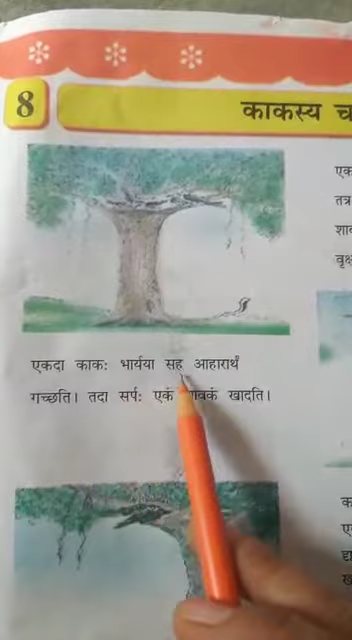 8
काकस्य
एकदा काकः भार्यया सह आहारार्थं
गच्छति। तदा सर्पः एकं खादति।